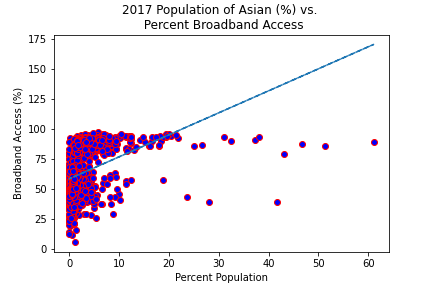 2017 Population of Asian (%) vs.
Percent Broadband Access
175
150
125
100
75
50
25
0
Broadband Access (%)
0 10 20 30 40 50 60
Percent Population